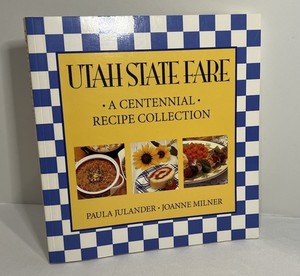 UTAH STATE FARE
• A CENTENNIAL •
RECIPE COLLECTION
PAULA JULANDER • JOANNE MILNER